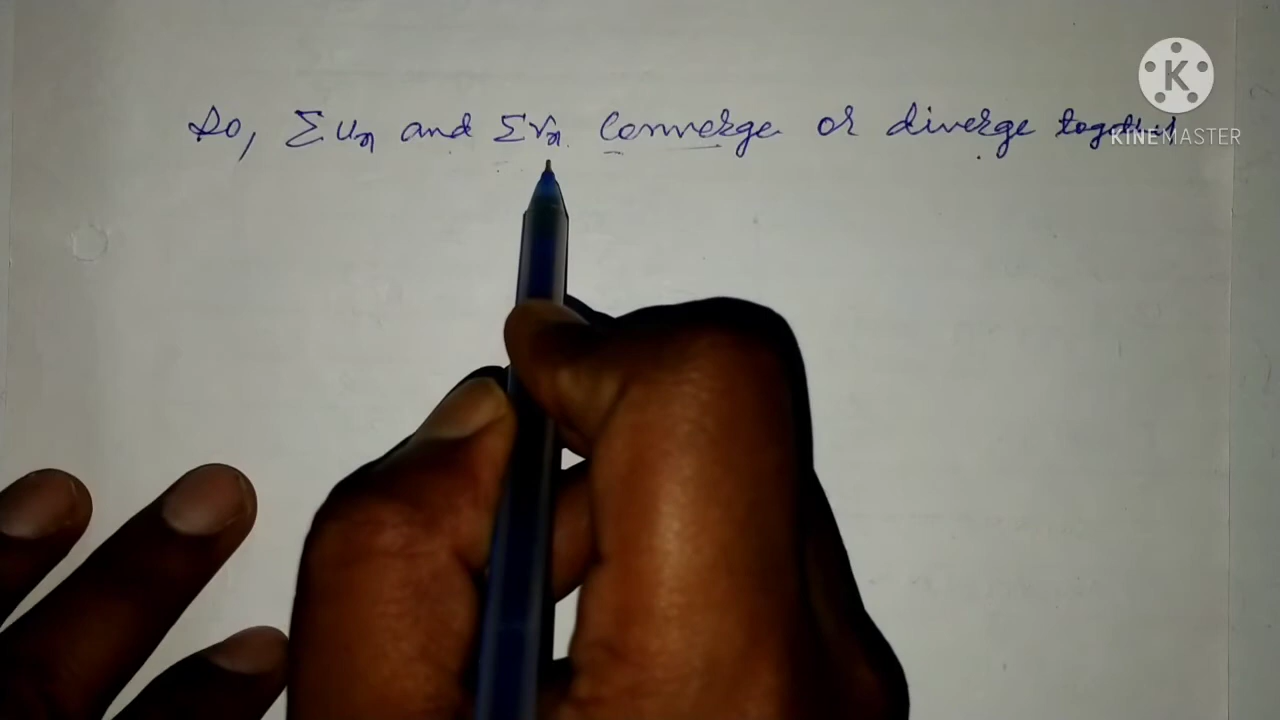 So, Σun and Σvn converge or diverge together
K
KINEMASTER